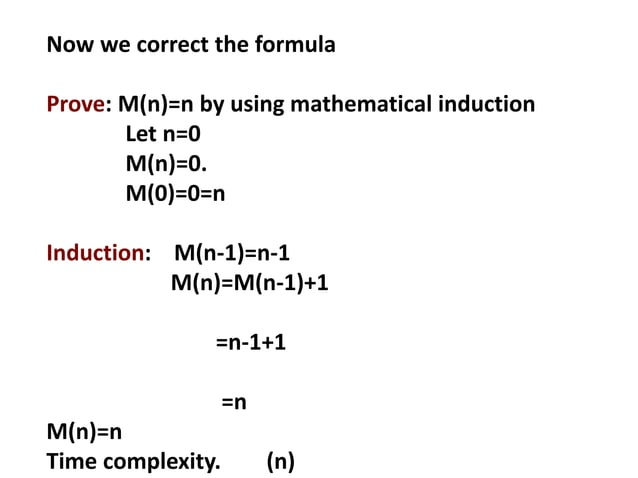 Now we correct the formula
Prove: M(n)=n by using mathematical induction
Let n=0
M(n)=0.
M(0)=0=n
Induction: M(n-1)=n-1
M(n)=M(n-1)+1
=n-1+1
=n
M(n)=n
Time complexity. (n)